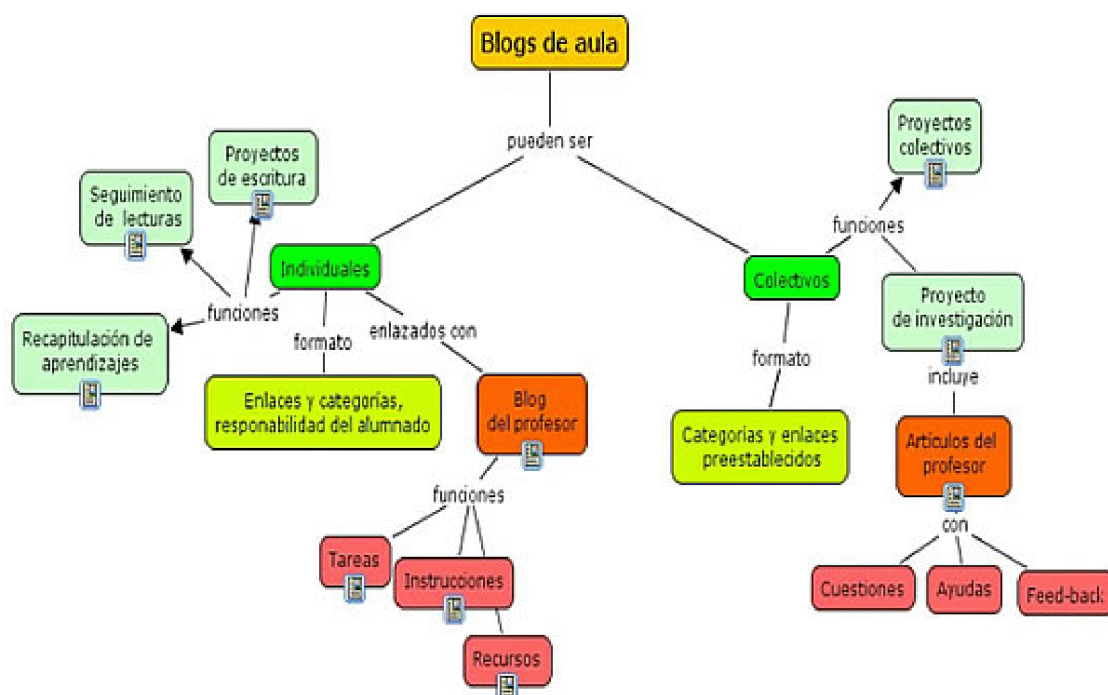 Blogs de aula
pueden ser
Proyectos
de escritura
Seguimiento
de lecturas
Individuales
funciones
Recapitulación de
aprendizajes
formato
Enlaces y categorías,
responabilidad del alumnado
enlazados con
Blog
del profesor
funciones
Tareas
Instrucciones
Recursos
Proyectos
colectivos
funciones
Colectivos
Proyecto
de investigación
formato
Categorías y enlaces
preestablecidos
incluye
Artículos del
profesor
con
Cuestiones
Ayudas
Feed-back